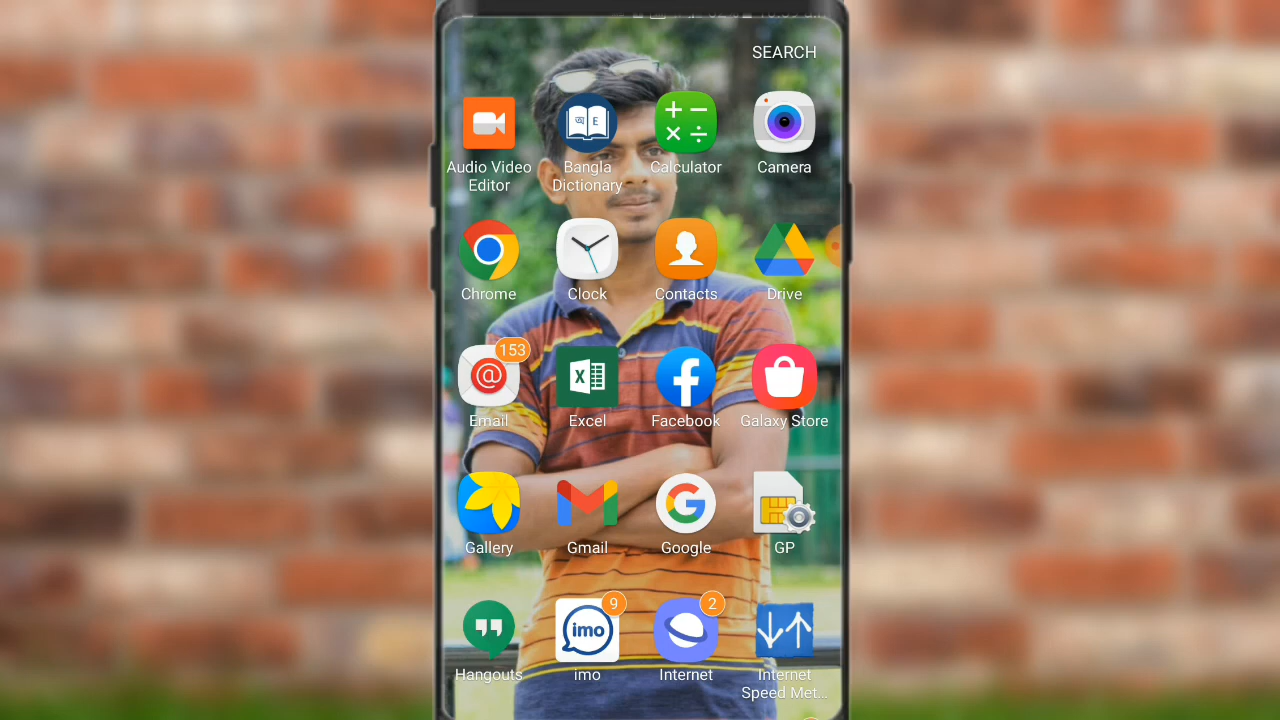 SEARCH
অ E
Audio Video Editor
Bangla Dictionary
Calculator
Camera
Chrome
Clock
Contacts
Drive
153
Email
Excel
Facebook
Galaxy Store
Gallery
Gmail
Google
GP
9
2
imo
Hangouts
imo
Internet
Internet Speed Met...